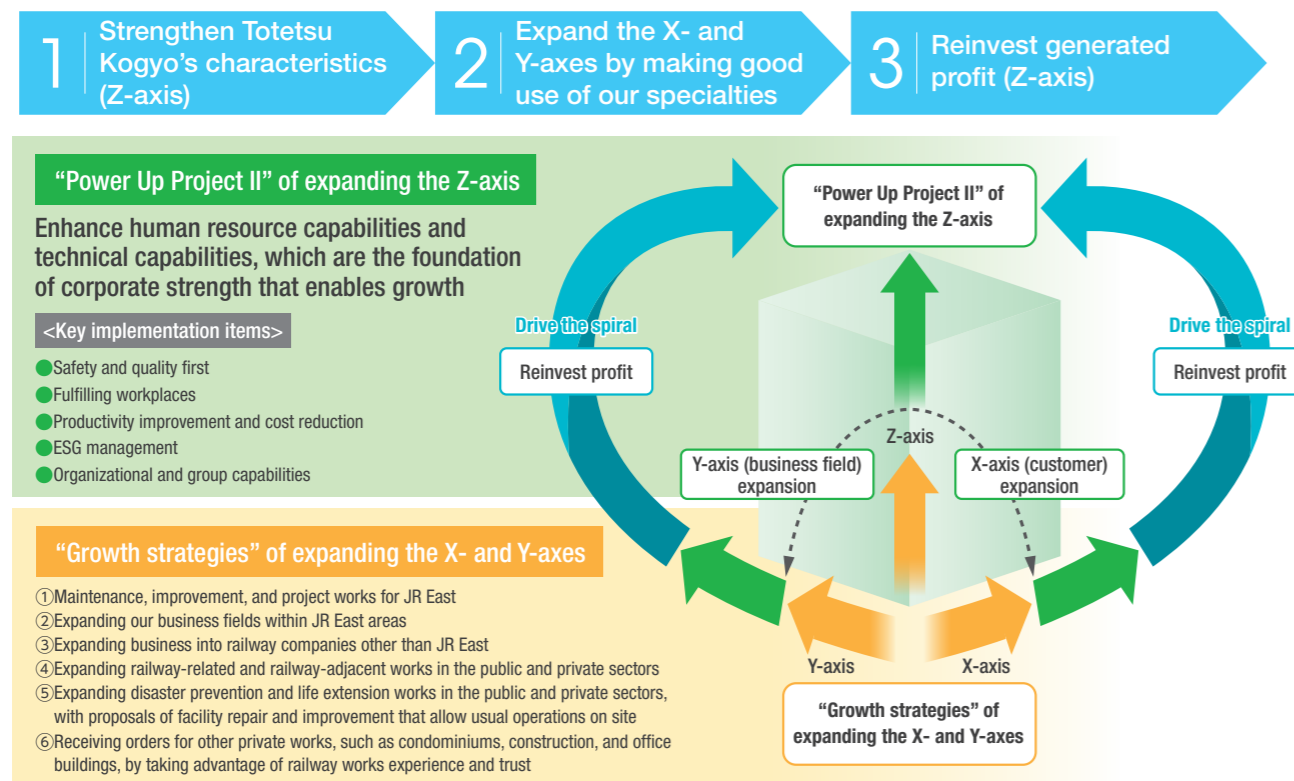 1
Strengthen Totetsu
Kogyo's characteristics
(Z-axis)
2
Expand the X- and
Y-axes by making good
use of our specialties
3
Reinvest generated
profit (Z-axis)
“Power Up Project II” of expanding the Z-axis
Enhance human resource capabilities and
technical capabilities, which are the foundation
of corporate strength that enables growth
<Key implementation items>
●Safety and quality first
●Fulfilling workplaces
●Productivity improvement and cost reduction
●ESG management
●Organizational and group capabilities
“Power Up Project II” of
expanding the Z-axis
Drive the spiral
Reinvest profit
Drive the spiral
Reinvest profit
Z-axis
Y-axis (business field)
expansion
X-axis (customer)
expansion
“Growth strategies” of expanding the X- and Y-axes
①Maintenance, improvement, and project works for JR East
②Expanding our business fields within JR East areas
③Expanding business into railway companies other than JR East
④Expanding railway-related and railway-adjacent works in the public and private sectors
⑤Expanding disaster prevention and life extension works in the public and private sectors,
with proposals of facility repair and improvement that allow usual operations on site
⑥Receiving orders for other private works, such as condominiums, construction, and office
buildings, by taking advantage of railway works experience and trust
Y-axis
X-axis
“Growth strategies” of
expanding the X- and Y-axes